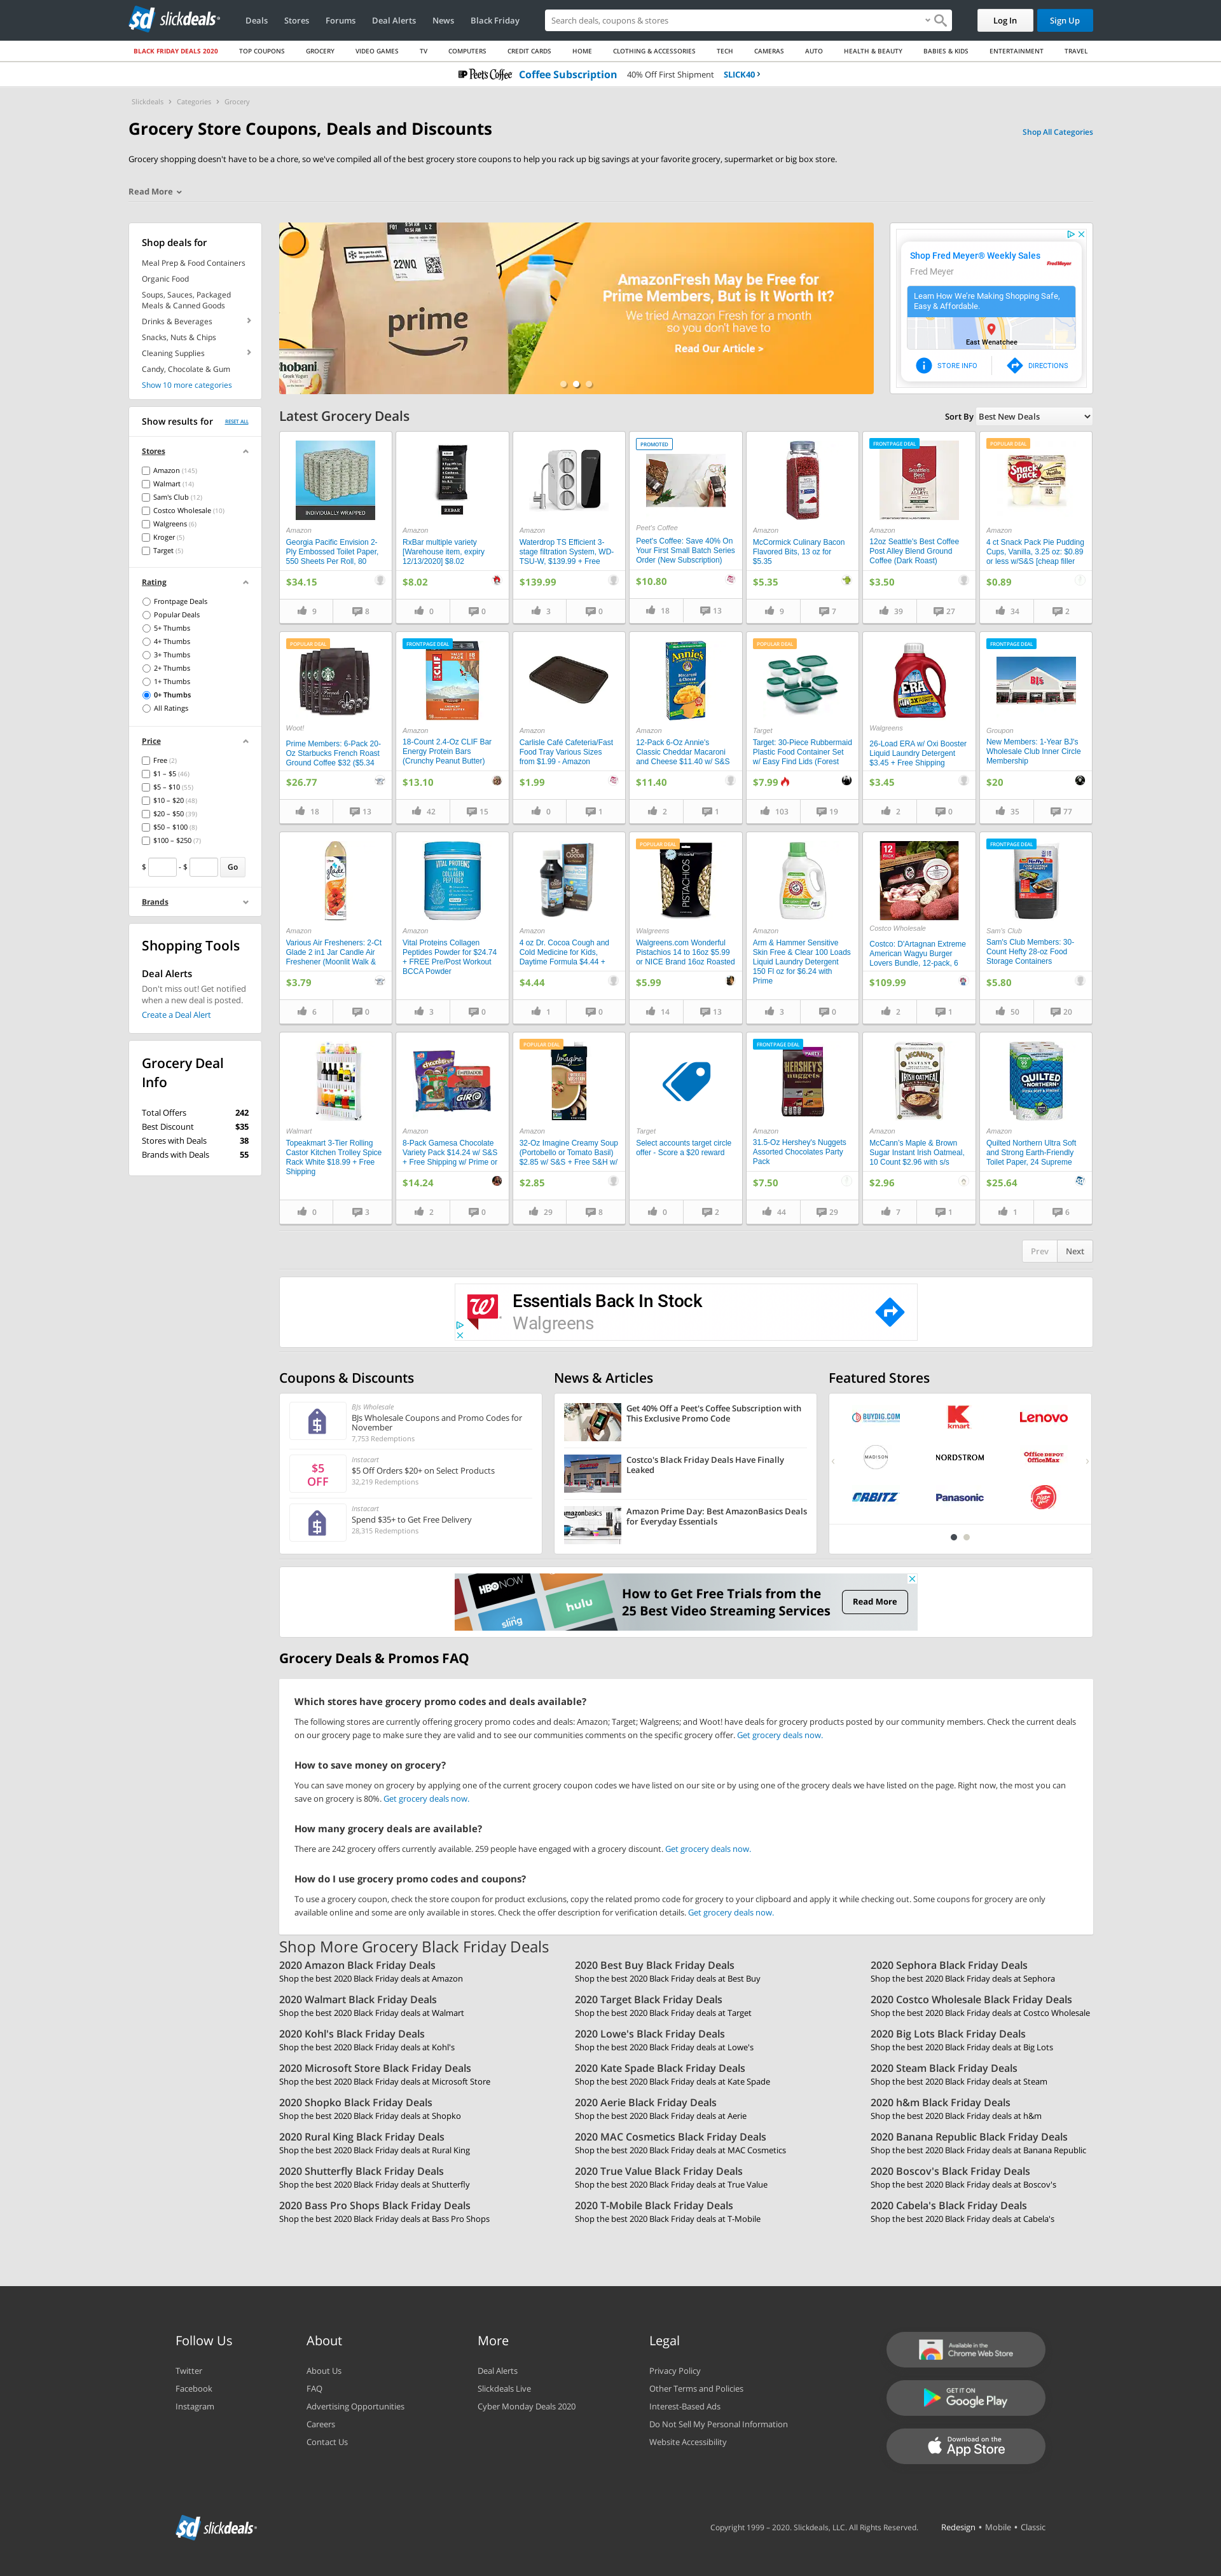 slickdeals
Deals
Stores
Forums
Deal Alerts
News
Black Friday
Search deals, coupons & stores
Log In
Sign Up
BLACK FRIDAY DEALS 2020
TOP COUPONS
GROCERY
VIDEO GAMES
TV
COMPUTERS
CREDIT CARDS
HOME
CLOTHING & ACCESSORIES
TECH
CAMERAS
AUTO
HEALTH & BEAUTY
BABIES & KIDS
ENTERTAINMENT
TRAVEL
Peet's Coffee Coffee Subscription 40% Off First Shipment SLICK40 >
Slickdeals > Categories > Grocery
Grocery Store Coupons, Deals and Discounts
Shop All Categories
Grocery shopping doesn't have to be a chore, so we've compiled all of the best grocery store coupons to help you rack up big savings at your favorite grocery, supermarket or big box store.
Read More
Shop deals for
Meal Prep & Food Containers
Organic Food
Soups, Sauces, Packaged
Meals & Canned Goods
Drinks & Beverages
Snacks, Nuts & Chips
Cleaning Supplies
Candy, Chocolate & Gum
Show 10 more categories
Show results for
RESET ALL
Stores
Amazon (145)
Walmart (14)
Sam's Club (12)
Costco Wholesale (10)
Walgreens (6)
Kroger (5)
Target (5)
Rating
Frontpage Deals
Popular Deals
5+ Thumbs
4+ Thumbs
3+ Thumbs
2+ Thumbs
1+ Thumbs
0+ Thumbs
All Ratings
Price
Free (2)
$1 – $5 (46)
$5 – $10 (55)
$10 – $20 (48)
$20 – $50 (39)
$50 – $100 (8)
$100 – $250 (7)
$ - $ Go
Brands
Shopping Tools
Deal Alerts
Don't miss out! Get notified
when a new deal is posted.
Create a Deal Alert
Grocery Deal
Info
Total Offers 242
Best Discount $35
Stores with Deals 38
Brands with Deals 55
22WQ
prime
hobani
AmazonFresh May be Free for
Prime Members, But is It Worth It?
We tried Amazon Fresh for a month
so you don't have to
Read Our Article >
Shop Fred Meyer® Weekly Sales
Fred Meyer
FredMeyer
Learn How We're Making Shopping Safe,
Easy & Affordable.
East Wenatchee
STORE INFO
DIRECTIONS
Latest Grocery Deals
Sort By Best New Deals
INDIVIDUALLY WRAPPED
Amazon
Georgia Pacific Envision 2-
Ply Embossed Toilet Paper,
550 Sheets Per Roll, 80
$34.15
9 8
RXBAR
Amazon
RxBar multiple variety
[Warehouse item, expiry
12/13/2020] $8.02
$8.02
0 0
Amazon
Waterdrop TS Efficient 3-
stage filtration System, WD-
TSU-W, $139.99 + Free
$139.99
3 0
PROMOTED
Peet's Coffee
Peet's Coffee: Save 40% On
Your First Small Batch Series
Order (New Subscription)
$10.80
18 13
Amazon
McCormick Culinary Bacon
Flavored Bits, 13 oz for
$5.35
$5.35
9 7
FRONTPAGE DEAL
Amazon
12oz Seattle's Best Coffee
Post Alley Blend Ground
Coffee (Dark Roast)
$3.50
39 27
POPULAR DEAL
Amazon
4 ct Snack Pack Pie Pudding
Cups, Vanilla, 3.25 oz: $0.89
or less w/S&S [cheap filler
$0.89
34 2
POPULAR DEAL
Woot!
Prime Members: 6-Pack 20-
Oz Starbucks French Roast
Ground Coffee $32 ($5.34
$26.77
18 13
FRONTPAGE DEAL
CLIF
Amazon
18-Count 2.4-Oz CLIF Bar
Energy Protein Bars
(Crunchy Peanut Butter)
$13.10
42 15
Amazon
Carlisle Café Cafeteria/Fast
Food Tray Various Sizes
from $1.99 - Amazon
$1.99
0 1
Annie's
Amazon
12-Pack 6-Oz Annie's
Classic Cheddar Macaroni
and Cheese $11.40 w/ S&S
$11.40
2 1
POPULAR DEAL
Target
Target: 30-Piece Rubbermaid
Plastic Food Container Set
w/ Easy Find Lids (Forest
$7.99
103 19
ERA
Walgreens
26-Load ERA w/ Oxi Booster
Liquid Laundry Detergent
$3.45 + Free Shipping
$3.45
2 0
FRONTPAGE DEAL
BJ's
Groupon
New Members: 1-Year BJ's
Wholesale Club Inner Circle
Membership
$20
35 77
glade
Amazon
Various Air Fresheners: 2-Ct
Glade 2 in1 Jar Candle Air
Freshener (Moonlit Walk &
$3.79
6 0
VITAL PROTEINS
COLLAGEN
PEPTIDES
Amazon
Vital Proteins Collagen
Peptides Powder for $24.74
+ FREE Pre/Post Workout
BCCA Powder
3 0
Amazon
4 oz Dr. Cocoa Cough and
Cold Medicine for Kids,
Daytime Formula $4.44 +
$4.44
1 0
POPULAR DEAL
PISTACHIOS
Walgreens
Walgreens.com Wonderful
Pistachios 14 to 16oz $5.99
or NICE Brand 16oz Roasted
$5.99
14 13
Amazon
Arm & Hammer Sensitive
Skin Free & Clear 100 Loads
Liquid Laundry Detergent
150 Fl oz for $6.24 with
Prime
3 0
12
PACK
Costco Wholesale
Costco: D'Artagnan Extreme
American Wagyu Burger
Lovers Bundle, 12-pack, 6
$109.99
2 1
FRONTPAGE DEAL
Sam's Club
Sam's Club Members: 30-
Count Hefty 28-oz Food
Storage Containers
$5.80
50 20
Walmart
Topeakmart 3-Tier Rolling
Castor Kitchen Trolley Spice
Rack White $18.99 + Free
Shipping
0 3
Amazon
8-Pack Gamesa Chocolate
Variety Pack $14.24 w/ S&S
+ Free Shipping w/ Prime or
$14.24
2 0
POPULAR DEAL
Imagine
Amazon
32-Oz Imagine Creamy Soup
(Portobello or Tomato Basil)
$2.85 w/ S&S + Free S&H w/
$2.85
29 8
Target
Select accounts target circle
offer - Score a $20 reward
0 2
FRONTPAGE DEAL
HERSHEY'S
nuggets
Amazon
31.5-Oz Hershey's Nuggets
Assorted Chocolates Party
Pack
$7.50
44 29
McCANN'S
IRISH OATMEAL
Amazon
McCann's Maple & Brown
Sugar Instant Irish Oatmeal,
10 Count $2.96 with s/s
$2.96
7 1
QUILTED
NORTHERN
Amazon
Quilted Northern Ultra Soft
and Strong Earth-Friendly
Toilet Paper, 24 Supreme
$25.64
1 6
Prev Next
Essentials Back In Stock
Walgreens
Coupons & Discounts
BJs Wholesale
BJs Wholesale Coupons and Promo Codes for
November
7,753 Redemptions
$5
OFF
Instacart
$5 Off Orders $20+ on Select Products
32,219 Redemptions
Instacart
Spend $35+ to Get Free Delivery
28,315 Redemptions
News & Articles
Get 40% Off a Peet's Coffee Subscription with
This Exclusive Promo Code
Costco's Black Friday Deals Have Finally
Leaked
amazonbasics
Amazon Prime Day: Best AmazonBasics Deals
for Everyday Essentials
Featured Stores
BUYDIG.COM
kmart
Lenovo
MADISON
NORDSTROM
Office DEPOT
OfficeMax
ORBITZ
Panasonic
Pizza Hut
HBO NOW
hulu
sling
How to Get Free Trials from the
25 Best Video Streaming Services
Read More
Grocery Deals & Promos FAQ
Which stores have grocery promo codes and deals available?
The following stores are currently offering grocery promo codes and deals: Amazon; Target; Walgreens; and Woot! have deals for grocery products posted by our community members. Check the current deals
on our grocery page to make sure they are valid and to see our communities comments on the specific grocery offer. Get grocery deals now.
How to save money on grocery?
You can save money on grocery by applying one of the current grocery coupon codes we have listed on our site or by using one of the grocery deals we have listed on the page. Right now, the most you can
save on grocery is 80%. Get grocery deals now.
How many grocery deals are available?
There are 242 grocery offers currently available. 259 people have engaged with a grocery discount. Get grocery deals now.
How do I use grocery promo codes and coupons?
To use a grocery coupon, check the store coupon for product exclusions, copy the related promo code for grocery to your clipboard and apply it while checking out. Some coupons for grocery are only
available online and some are only available in stores. Check the offer description for verification details. Get grocery deals now.
Shop More Grocery Black Friday Deals
2020 Amazon Black Friday Deals
Shop the best 2020 Black Friday deals at Amazon
2020 Best Buy Black Friday Deals
Shop the best 2020 Black Friday deals at Best Buy
2020 Sephora Black Friday Deals
Shop the best 2020 Black Friday deals at Sephora
2020 Walmart Black Friday Deals
Shop the best 2020 Black Friday deals at Walmart
2020 Target Black Friday Deals
Shop the best 2020 Black Friday deals at Target
2020 Costco Wholesale Black Friday Deals
Shop the best 2020 Black Friday deals at Costco Wholesale
2020 Kohl's Black Friday Deals
Shop the best 2020 Black Friday deals at Kohl's
2020 Lowe's Black Friday Deals
Shop the best 2020 Black Friday deals at Lowe's
2020 Big Lots Black Friday Deals
Shop the best 2020 Black Friday deals at Big Lots
2020 Microsoft Store Black Friday Deals
Shop the best 2020 Black Friday deals at Microsoft Store
2020 Kate Spade Black Friday Deals
Shop the best 2020 Black Friday deals at Kate Spade
2020 Steam Black Friday Deals
Shop the best 2020 Black Friday deals at Steam
2020 Shopko Black Friday Deals
Shop the best 2020 Black Friday deals at Shopko
2020 Aerie Black Friday Deals
Shop the best 2020 Black Friday deals at Aerie
2020 h&m Black Friday Deals
Shop the best 2020 Black Friday deals at h&m
2020 Rural King Black Friday Deals
Shop the best 2020 Black Friday deals at Rural King
2020 MAC Cosmetics Black Friday Deals
Shop the best 2020 Black Friday deals at MAC Cosmetics
2020 Banana Republic Black Friday Deals
Shop the best 2020 Black Friday deals at Banana Republic
2020 Shutterfly Black Friday Deals
Shop the best 2020 Black Friday deals at Shutterfly
2020 True Value Black Friday Deals
Shop the best 2020 Black Friday deals at True Value
2020 Boscov's Black Friday Deals
Shop the best 2020 Black Friday deals at Boscov's
2020 Bass Pro Shops Black Friday Deals
Shop the best 2020 Black Friday deals at Bass Pro Shops
2020 T-Mobile Black Friday Deals
Shop the best 2020 Black Friday deals at T-Mobile
2020 Cabela's Black Friday Deals
Shop the best 2020 Black Friday deals at Cabela's
Follow Us
Twitter
Facebook
Instagram
About
About Us
FAQ
Advertising Opportunities
Careers
Contact Us
More
Deal Alerts
Slickdeals Live
Cyber Monday Deals 2020
Legal
Privacy Policy
Other Terms and Policies
Interest-Based Ads
Do Not Sell My Personal Information
Website Accessibility
Available in the
Chrome Web Store
GET IT ON
Google Play
Download on the
App Store
slickdeals
Copyright 1999 – 2020. Slickdeals, LLC. All Rights Reserved.
Redesign • Mobile • Classic